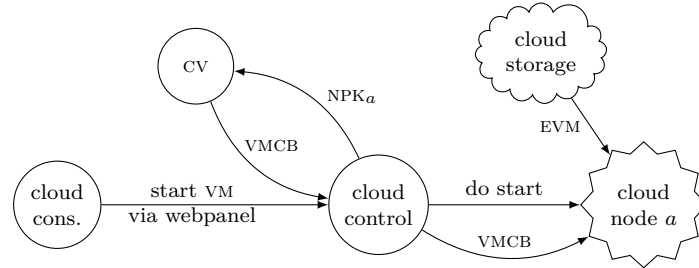 cloud
storage
CV
NPKa
EVM
VMCB
cloud
cons.
start VM
via webpanel
cloud
control
do start
VMCB
cloud
node a